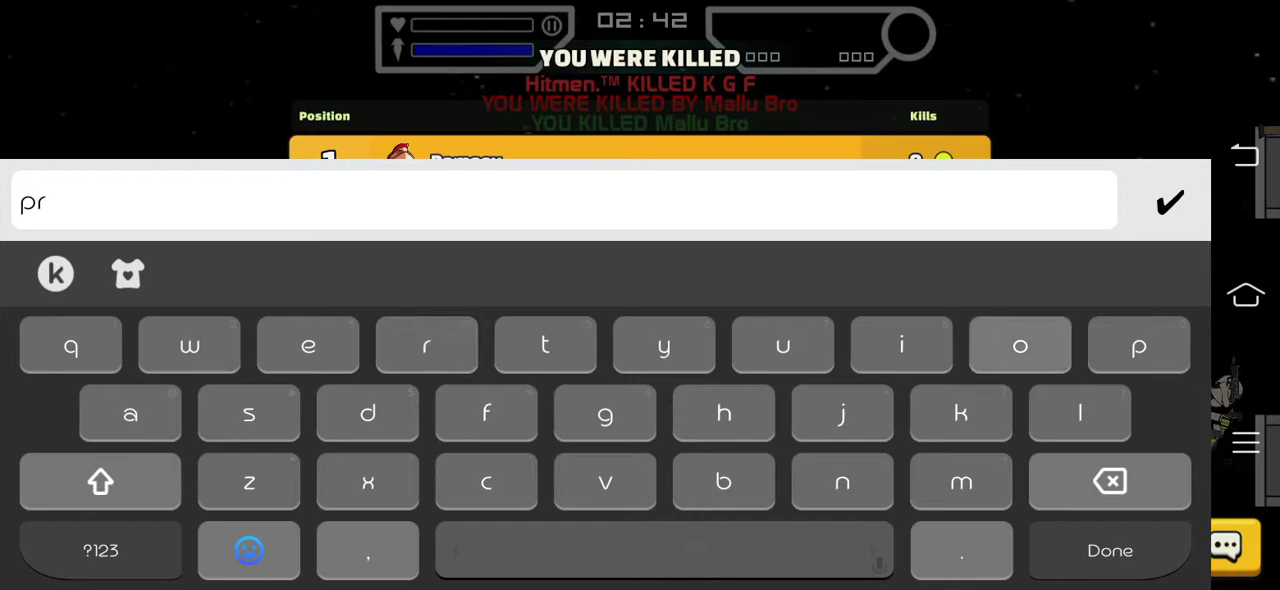 02:42
YOU WERE KILLED
Hitmen.™ KILLED K G F
YOU WERE KILLED BY Mallu Bro
YOU KILLED Mallu Bro
Position Kills
1
pr
k
q w e r t y u i o p
a s d f g h j k l
z x c v b n m
?123 , . Done